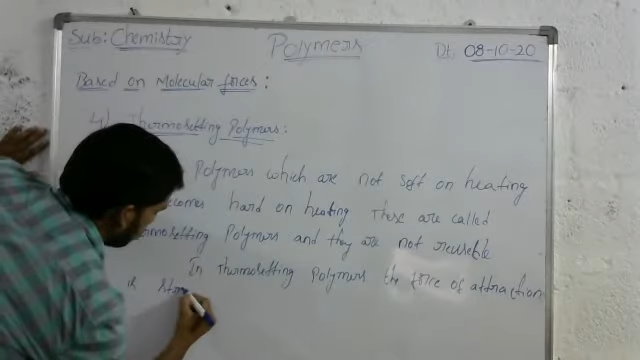 Sub: Chemistry
Polymers
Dt: 08-10-20
Based on Molecular forces:
4) Thermosetting Polymers:
Polymers which are not soft on heating
hard on heating These are called
Polymers and they are not reusable
In Thermosetting Polymers the force of attraction
is